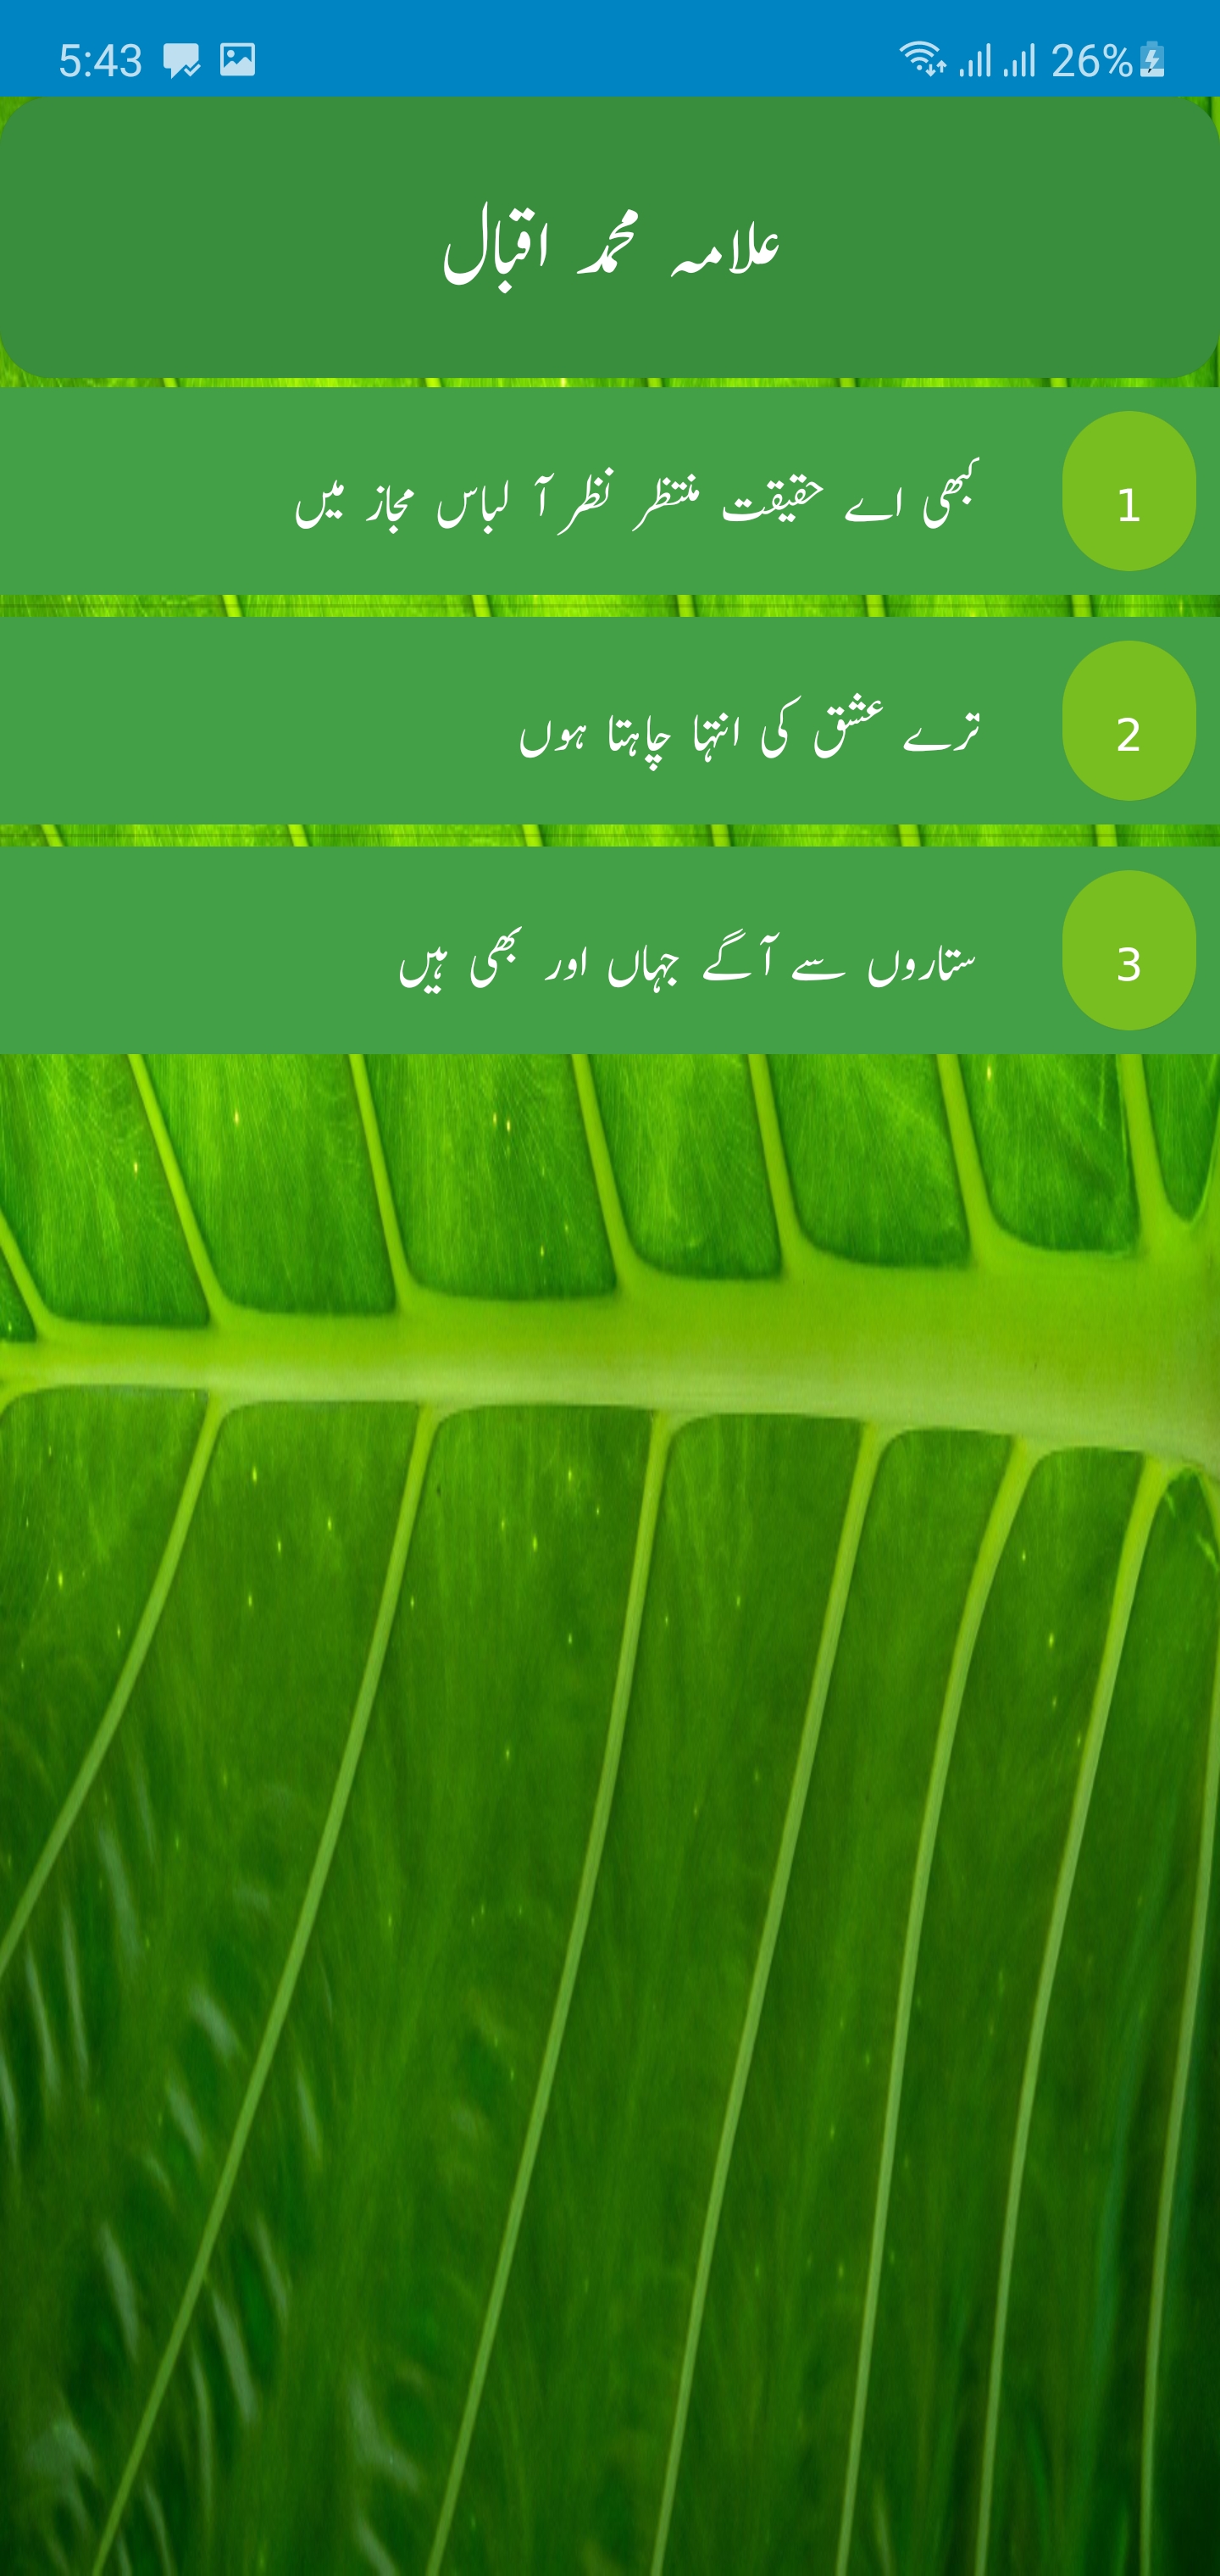 5:43 26%
علامہ محمد اقبال
1 کبھی اے حقیقت منتظر نظر آ لباس مجاز میں
2 ترے عشق کی انتہا چاہتا ہوں
3 ستاروں سے آگے جہاں اور بھی ہیں